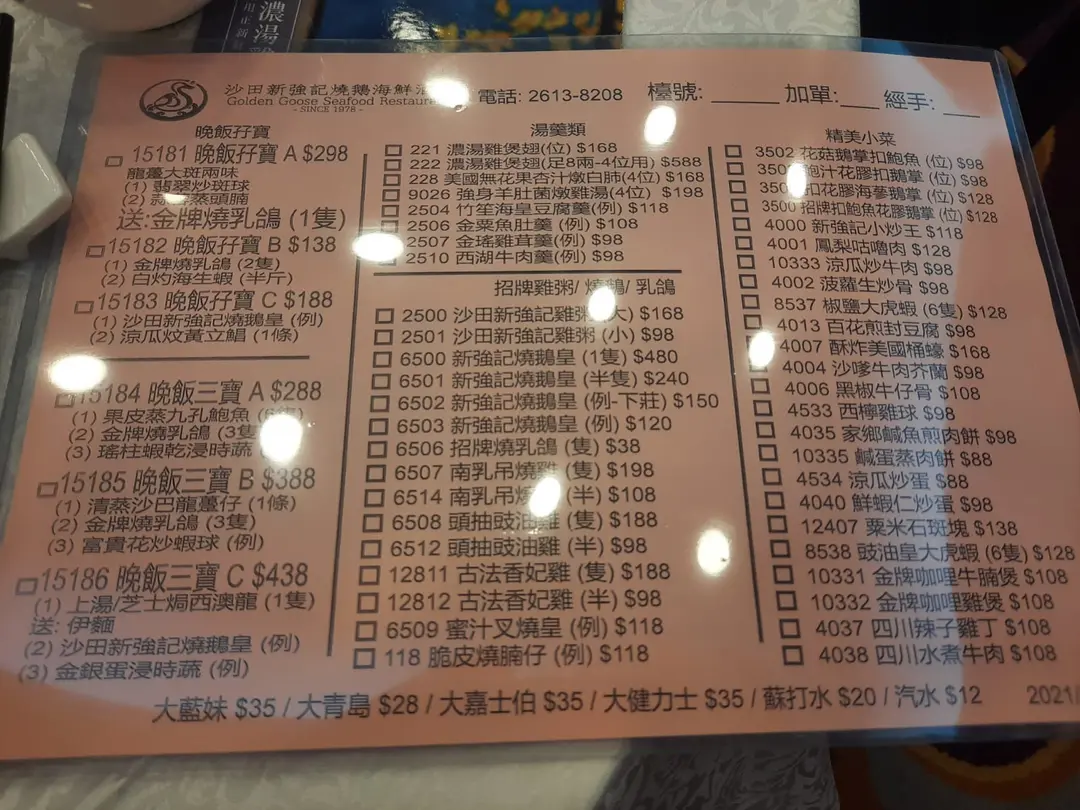 濃湯
沙田新強記燒鵝海鮮
Golden Goose Seafood Restaura
- SINCE 1978 -
電話: 2613-8208
檯號: _____ 加單:___ 經手: ___
晚飯孖寶
15181 晚飯孖寶 A $298
龍躉大斑兩味
(1) 翡翠炒斑球
(2) 蒸頭腩
送:金牌燒乳鴿 (1隻)
15182 晚飯孖寶 B $138
(1) 金牌燒乳鴿 (2隻)
(2) 白灼海生蝦 (半斤)
15183 晚飯孖寶 C $188
(1) 沙田新強記燒鵝皇 (例)
(2) 涼瓜炆黃立鯧 (1條)
15184 晚飯三寶 A $288
(1) 果皮蒸九孔鮑魚
(2) 金牌燒乳鴿 (3隻
(3) 瑤柱蝦乾浸時蔬
15185 晚飯三寶 B $388
(1) 清蒸沙巴龍躉仔 (1條)
(2) 金牌燒乳鴿 (3隻)
(3) 富貴花炒蝦球 (例)
15186 晚飯三寶 C $438
(1) 上湯/芝士焗西澳龍 (1隻)
送: 伊麵
(2) 沙田新強記燒鵝皇 (例)
(3) 金銀蛋浸時蔬 (例)
湯羹類
221 濃湯雞煲翅(位) $168
222 濃湯雞煲翅(足8兩-4位用) $588
228 美國無花果杏汁燉白肺(4位) $168
9026 強身羊肚菌燉雞湯(4位) $198
2504 竹笙海皇豆腐羹(例) $118
2506 金粟魚肚羹(例) $108
2507 金瑤雞茸羹(例) $98
2510 西湖牛肉羹(例) $98
招牌雞粥/ 燒鵝/ 乳鴿
2500 沙田新強記雞粥(大) $168
2501 沙田新強記雞粥 (小) $98
6500 新強記燒鵝皇 (1隻) $480
6501 新強記燒鵝皇 (半隻) $240
6502 新強記燒鵝皇 (例-下莊) $150
6503 新強記燒鵝皇 (例) $120
6506 招牌燒乳鴿 (隻) $38
6507 南乳吊燒雞 (隻) $198
6514 南乳吊燒 (半) $108
6508 頭抽豉油雞 (隻) $188
6512 頭抽豉油雞 (半) $98
12811 古法香妃雞 (隻) $188
12812 古法香妃雞 (半) $98
6509 蜜汁叉燒皇 (例) $118
118 脆皮燒腩仔 (例) $118
精美小菜
3502 花菇鵝掌扣鮑魚 (位) $98
鮑汁花膠扣鵝掌 (位) $98
扣花膠海參鵝掌 (位) $128
3500 招牌扣鮑魚花膠鵝掌 (位) $128
4000 新強記小炒王 $118
4001 鳳梨咕嚕肉 $128
10333 涼瓜炒牛肉 $98
4002 菠蘿生炒骨 $98
8537 椒鹽大虎蝦 (6隻) $128
4013 百花煎封豆腐 $98
4007 酥炸美國桶蠔 $168
4004 沙嗲牛肉芥蘭 $98
4006 黑椒牛仔骨 $108
4533 西檸雞球 $98
4035 家鄉鹹魚煎肉餅 $98
10335 鹹蛋蒸肉餅 $88
4534 涼瓜炒蛋 $88
4040 鮮蝦仁炒蛋 $98
12407 粟米石斑塊 $138
8538 豉油皇大虎蝦 (6隻) $128
10331 金牌咖喱牛腩煲 $108
10332 金牌咖喱雞煲 $108
4037 四川辣子雞丁 $108
4038 四川水煮牛肉 $108
大藍妹 $35 / 大青島 $28 / 大嘉士伯 $35 / 大健力士 $35 / 蘇打水 $20 / 汽水 $12
2021/